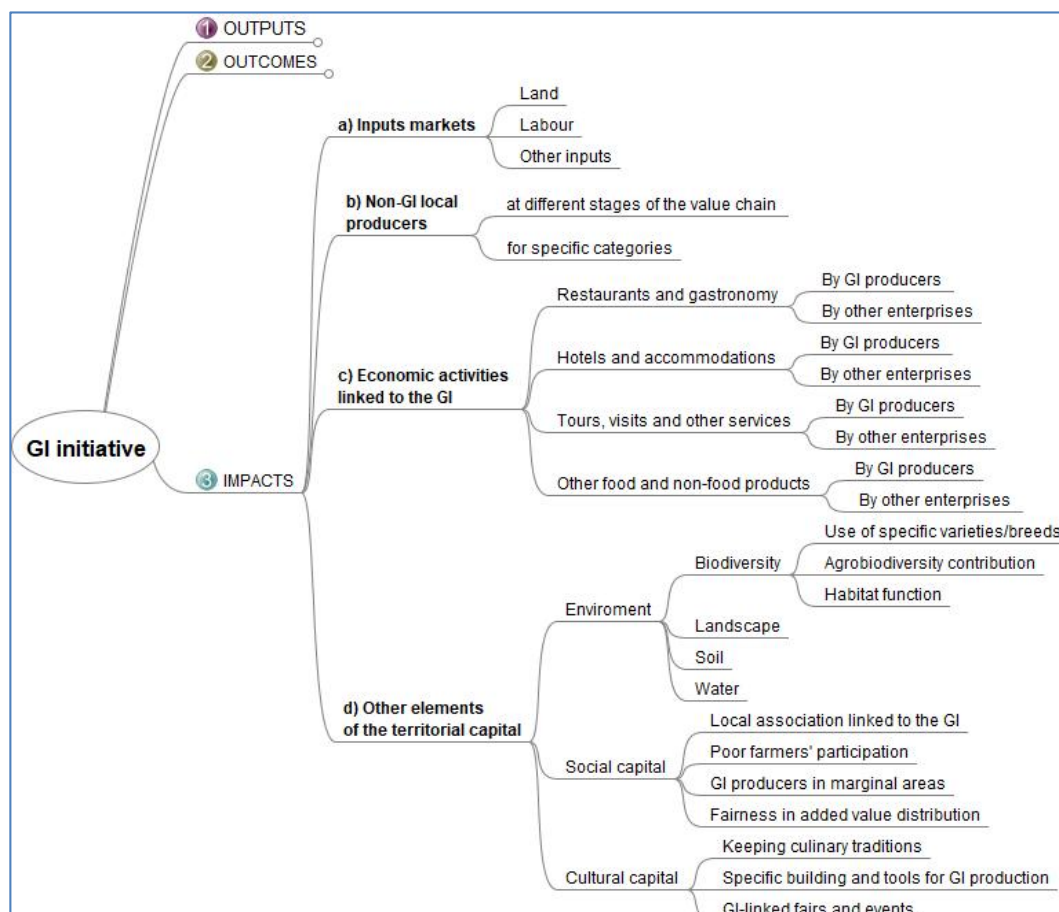 1 OUTPUTS
2 OUTCOMES
GI initiative
3 IMPACTS
a) Inputs markets
Land
Labour
Other inputs
b) Non-GI local
producers
at different stages of the value chain
for specific categories
c) Economic activities
linked to the GI
Restaurants and gastronomy
By GI producers
By other enterprises
Hotels and accommodations
By GI producers
By other enterprises
Tours, visits and other services
By GI producers
By other enterprises
Other food and non-food products
By GI producers
By other enterprises
d) Other elements
of the territorial capital
Enviroment
Biodiversity
Use of specific varieties/breeds
Agrobiodiversity contribution
Habitat function
Landscape
Soil
Water
Social capital
Local association linked to the GI
Poor farmers' participation
GI producers in marginal areas
Fairness in added value distribution
Cultural capital
Keeping culinary traditions
Specific building and tools for GI production
GI-linked fairs and events